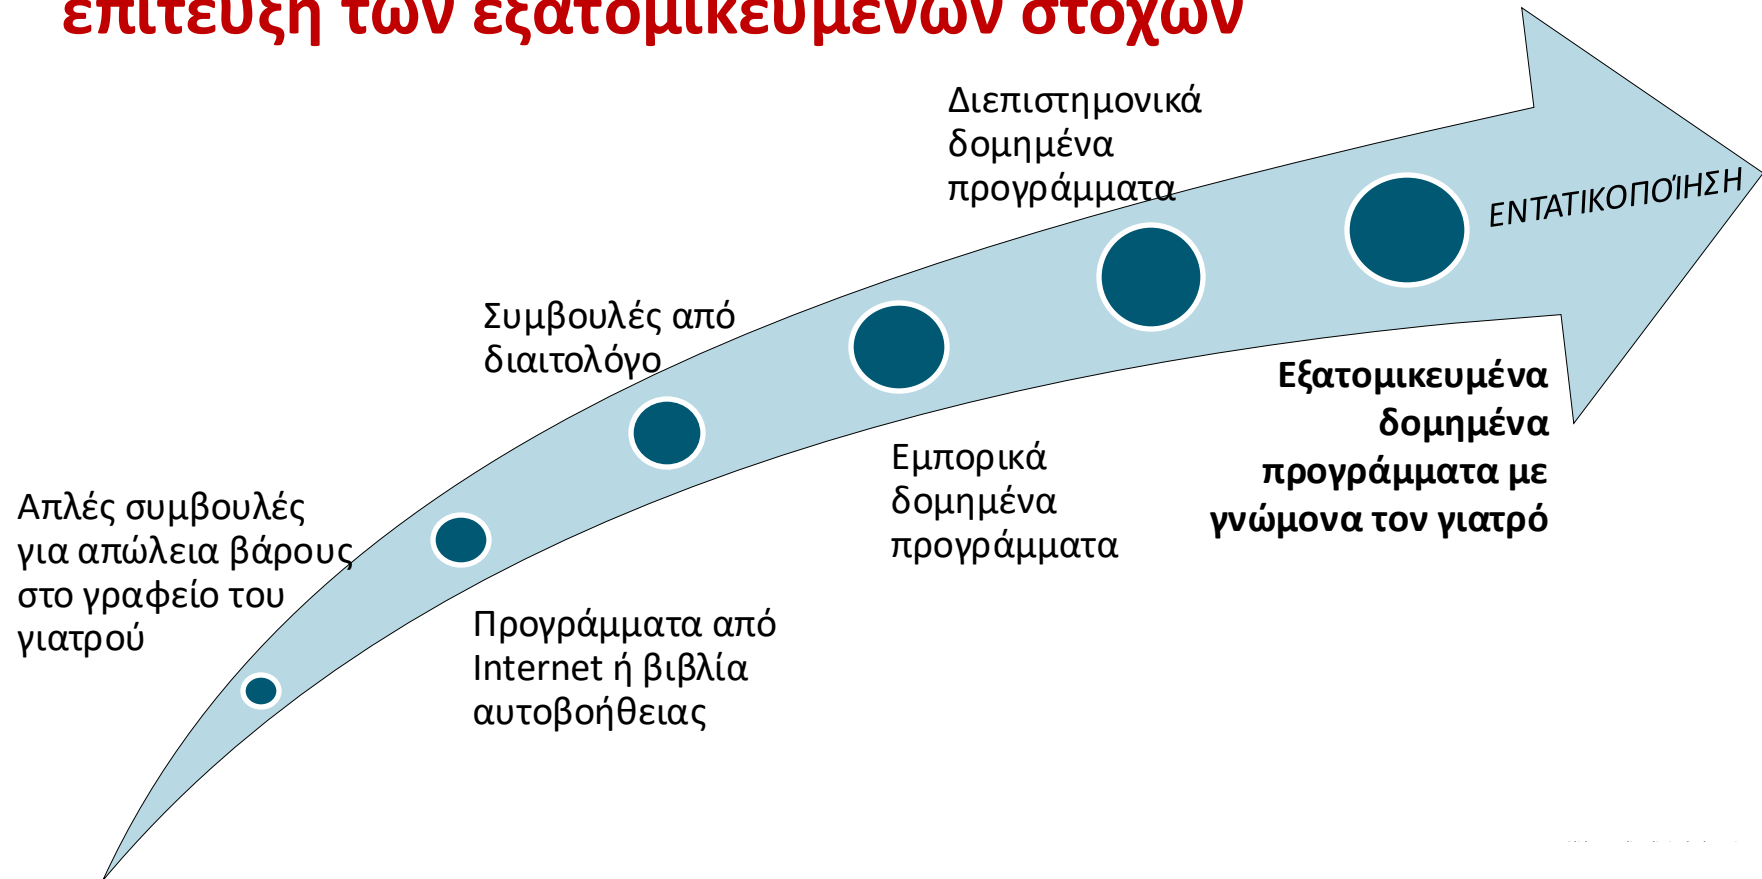 επίτευξη των εξατομικευμένων στόχων
Διεπιστημονικά
δομημένα
προγράμματα
ΕΝΤΑΤΙΚΟΠΟΊΗΣΗ
Συμβουλές από
διαιτολόγο
Εξατομικευμένα
δομημένα
προγράμματα με
γνώμονα τον γιατρό
Εμπορικά
δομημένα
προγράμματα
Απλές συμβουλές
για απώλεια βάρους
στο γραφείο του
γιατρού
Προγράμματα από
Internet ή βιβλία
αυτοβοήθειας